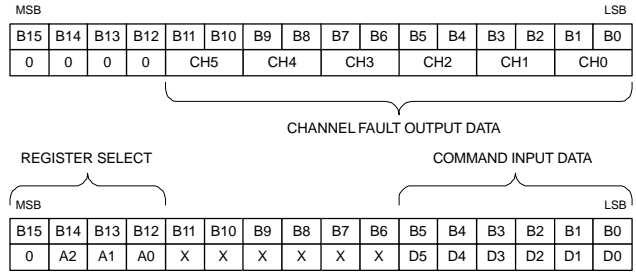 MSB LSB
B15 B14 B13 B12 B11 B10 B9 B8 B7 B6 B5 B4 B3 B2 B1 B0
0 0 0 0 CH5 CH4 CH3 CH2 CH1 CH0
CHANNEL FAULT OUTPUT DATA
REGISTER SELECT COMMAND INPUT DATA
MSB LSB
B15 B14 B13 B12 B11 B10 B9 B8 B7 B6 B5 B4 B3 B2 B1 B0
0 A2 A1 A0 X X X X X X D5 D4 D3 D2 D1 D0